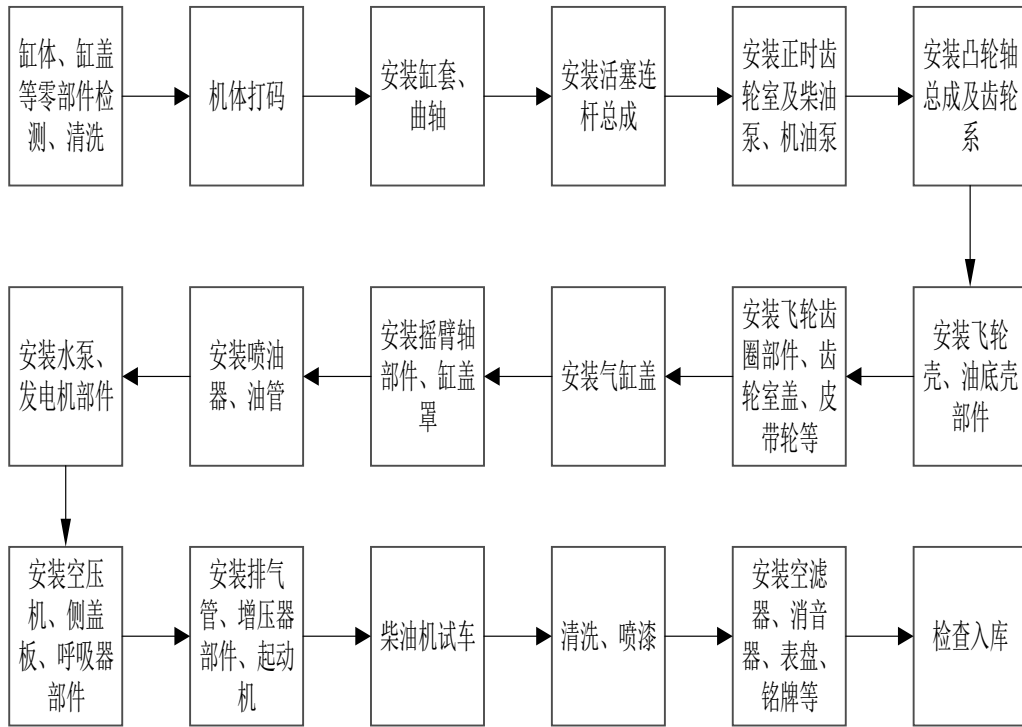 缸体、缸盖
等零部件检
测、清洗
机体打码
安装缸套、
曲轴
安装活塞连
杆总成
安装正时齿
轮室及柴油
泵、机油泵
安装凸轮轴
总成及齿轮
系
安装飞轮
壳、油底壳
部件
安装飞轮齿
圈部件、齿
轮室盖、皮
带轮等
安装气缸盖
安装摇臂轴
部件、缸盖
罩
安装喷油
器、油管
安装水泵、
发电机部件
安装空压
机、侧盖
板、呼吸器
部件
安装排气
管、增压器
部件、起动
机
柴油机试车
清洗、喷漆
安装空滤
器、消音
器、表盘、
铭牌等
检查入库